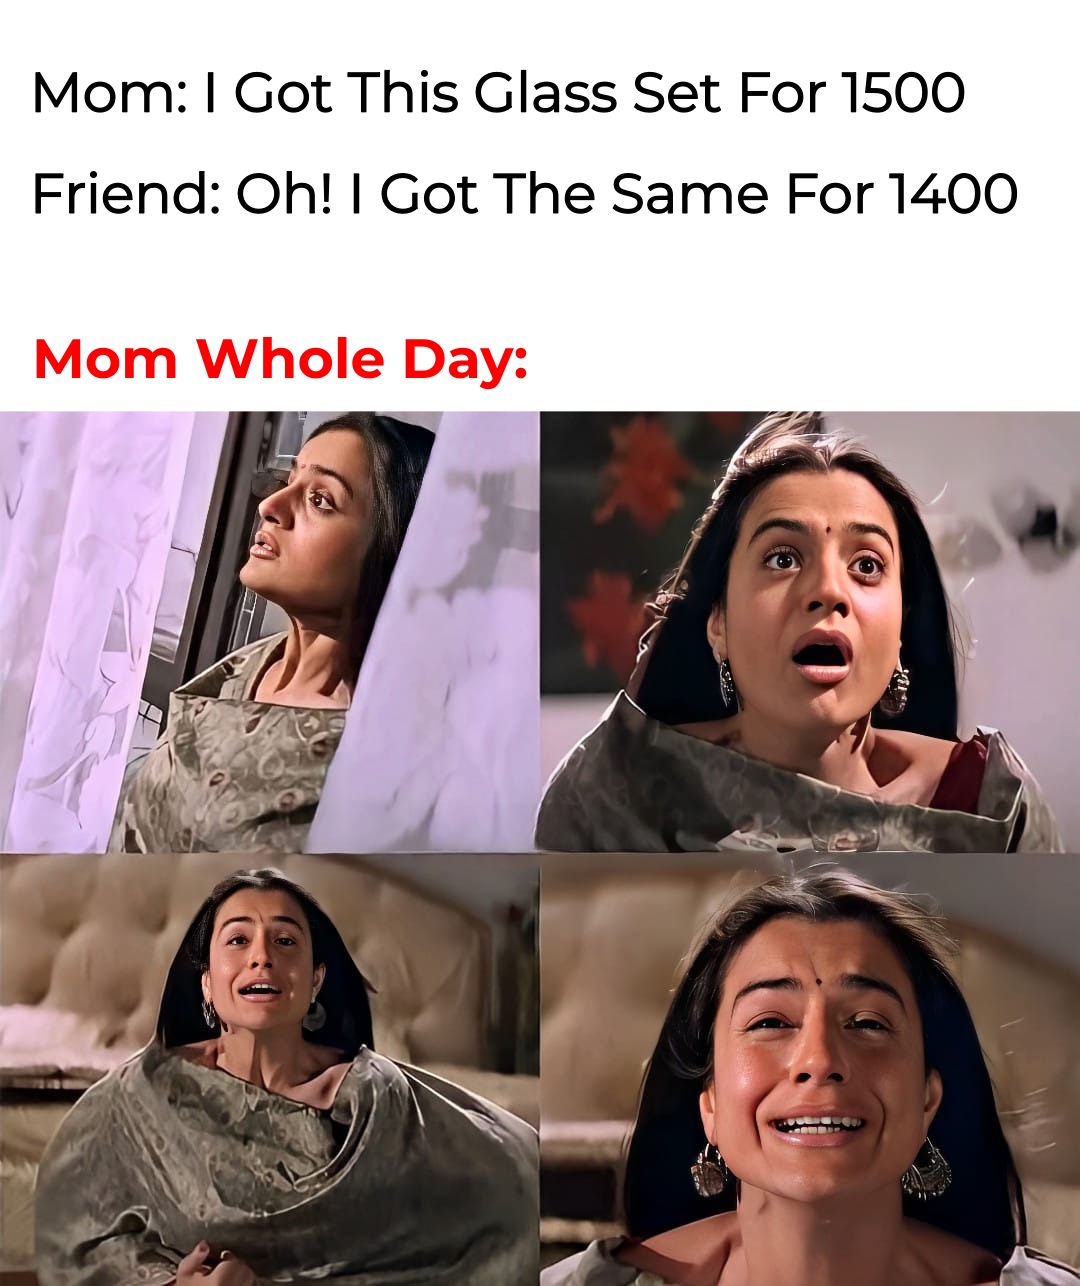 Mom: I Got This Glass Set For 1500
Friend: Oh! I Got The Same For 1400
Mom Whole Day: